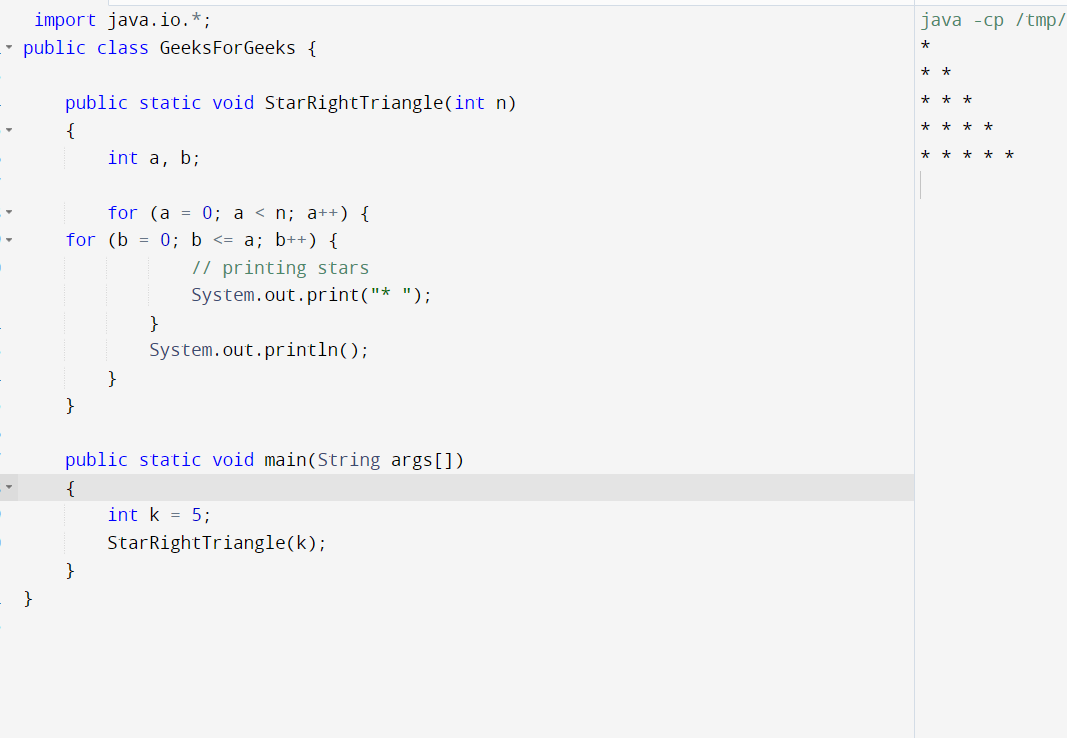 import java.io.*;
public class GeeksForGeeks {
public static void StarRightTriangle(int n)
{
int a, b;
for (a = 0; a < n; a++) {
for (b = 0; b <= a; b++) {
// printing stars
System.out.print("* ");
}
System.out.println();
}
}
public static void main(String args[])
{
int k = 5;
StarRightTriangle(k);
}
}
java -cp /tmp/
*
* *
* * *
* * * *
* * * * *